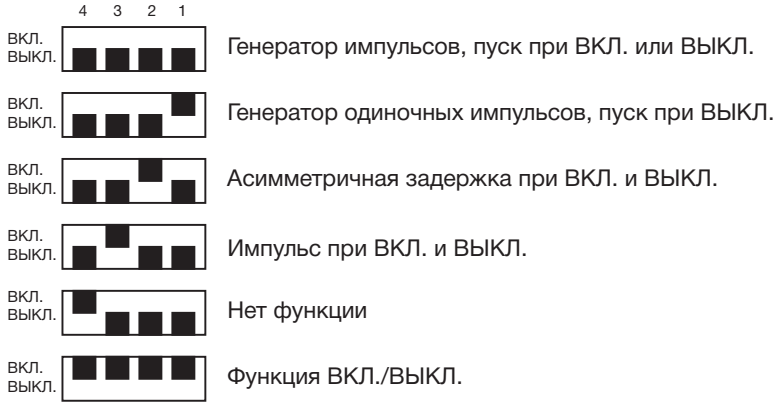 4 3 2 1
ВКЛ.
ВЫКЛ.
Генератор импульсов, пуск при ВКЛ. или ВЫКЛ.
ВКЛ.
ВЫКЛ.
Генератор одиночных импульсов, пуск при ВЫКЛ.
ВКЛ.
ВЫКЛ.
Асимметричная задержка при ВКЛ. и ВЫКЛ.
ВКЛ.
ВЫКЛ.
Импульс при ВКЛ. и ВЫКЛ.
ВКЛ.
ВЫКЛ.
Нет функции
ВКЛ.
ВЫКЛ.
Функция ВКЛ./ВЫКЛ.